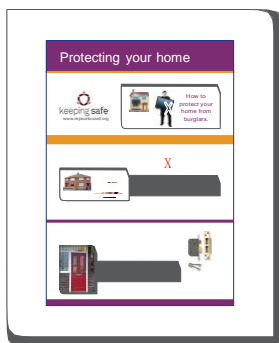 Protecting your home
keeping safe
How to
protect your
home from
burglars.
X